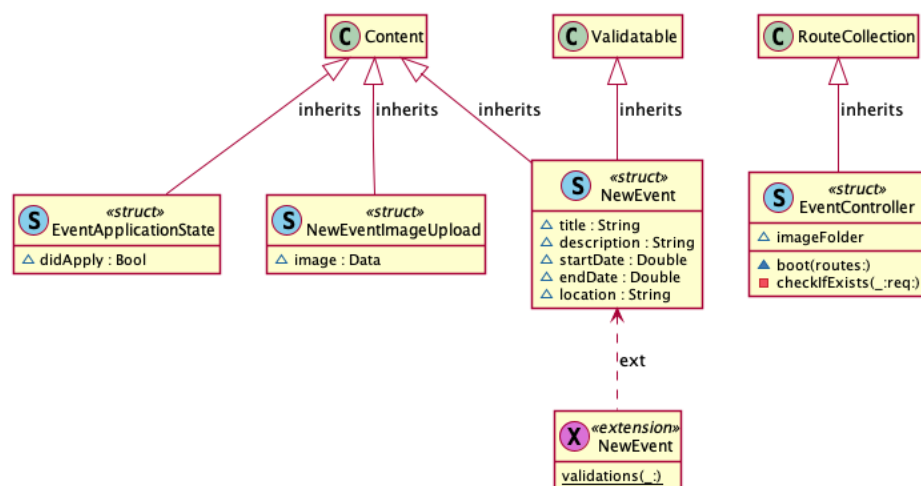 C Content
C Validatable
C RouteCollection
inherits
inherits
inherits
inherits
inherits
S «struct»
EventApplicationState
didApply : Bool
S «struct»
NewEventImageUpload
image : Data
S «struct»
NewEvent
title : String
description : String
startDate : Double
endDate : Double
location : String
S «struct»
EventController
imageFolder
boot(routes:)
checkIfExists(_:req:)
ext
X «extension»
NewEvent
validations(_:)